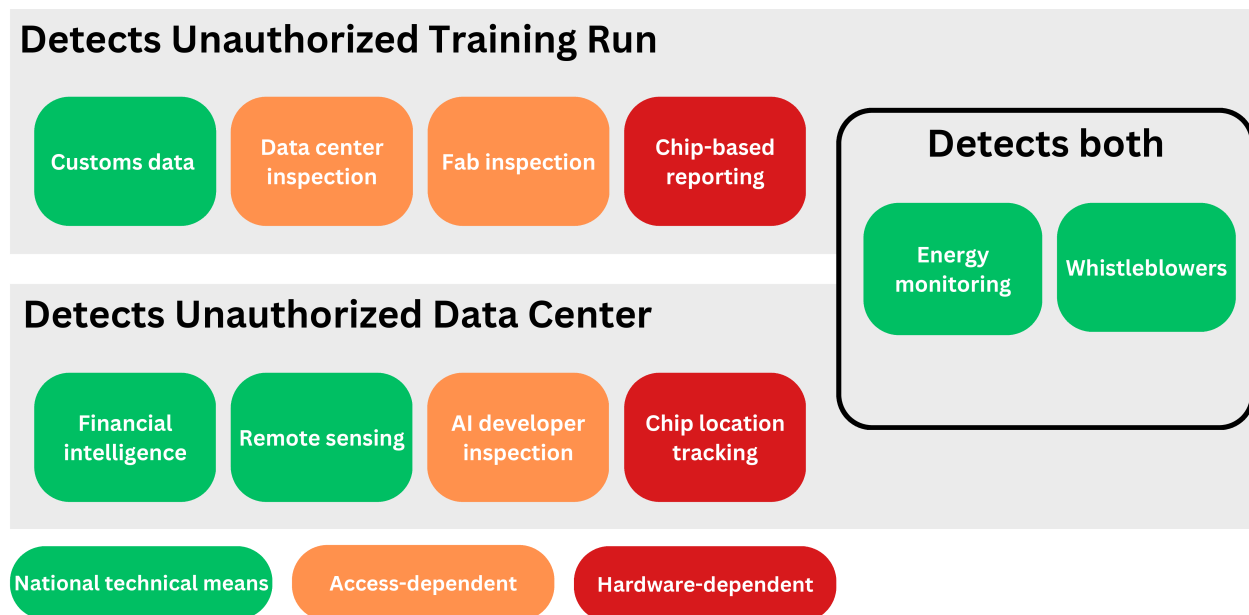 Detects Unauthorized Training Run
Customs data
Data center
inspection
Fab inspection
Chip-based
reporting
Detects both
Energy
monitoring
Whistleblowers
Detects Unauthorized Data Center
Financial
intelligence
Remote sensing
AI developer
inspection
Chip location
tracking
National technical means
Access-dependent
Hardware-dependent